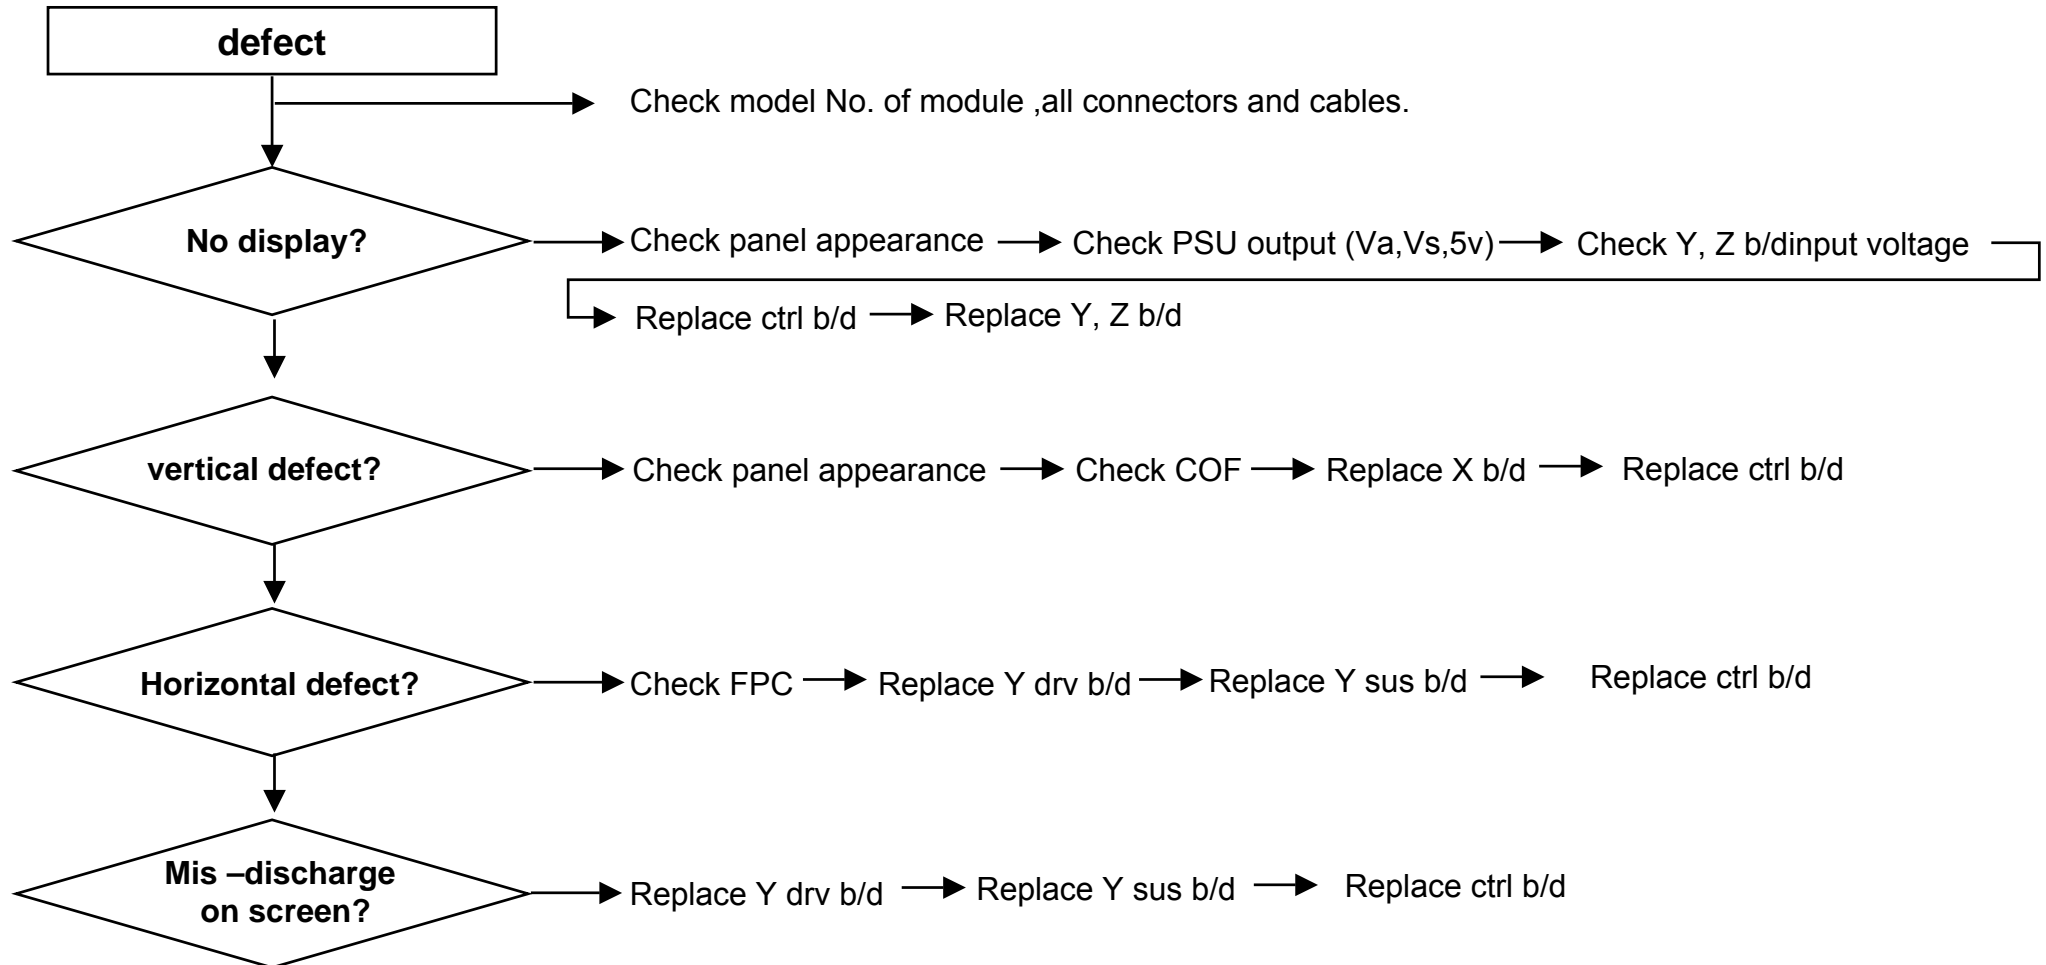 defect
Check model No. of module ,all connectors and cables.
No display?
Check panel appearance
Check PSU output (Va,Vs,5v)
Check Y, Z b/dinput voltage
Replace ctrl b/d
Replace Y, Z b/d
vertical defect?
Check panel appearance
Check COF
Replace X b/d
Replace ctrl b/d
Horizontal defect?
Check FPC
Replace Y drv b/d
Replace Y sus b/d
Replace ctrl b/d
Mis –discharge
on screen?
Replace Y drv b/d
Replace Y sus b/d
Replace ctrl b/d